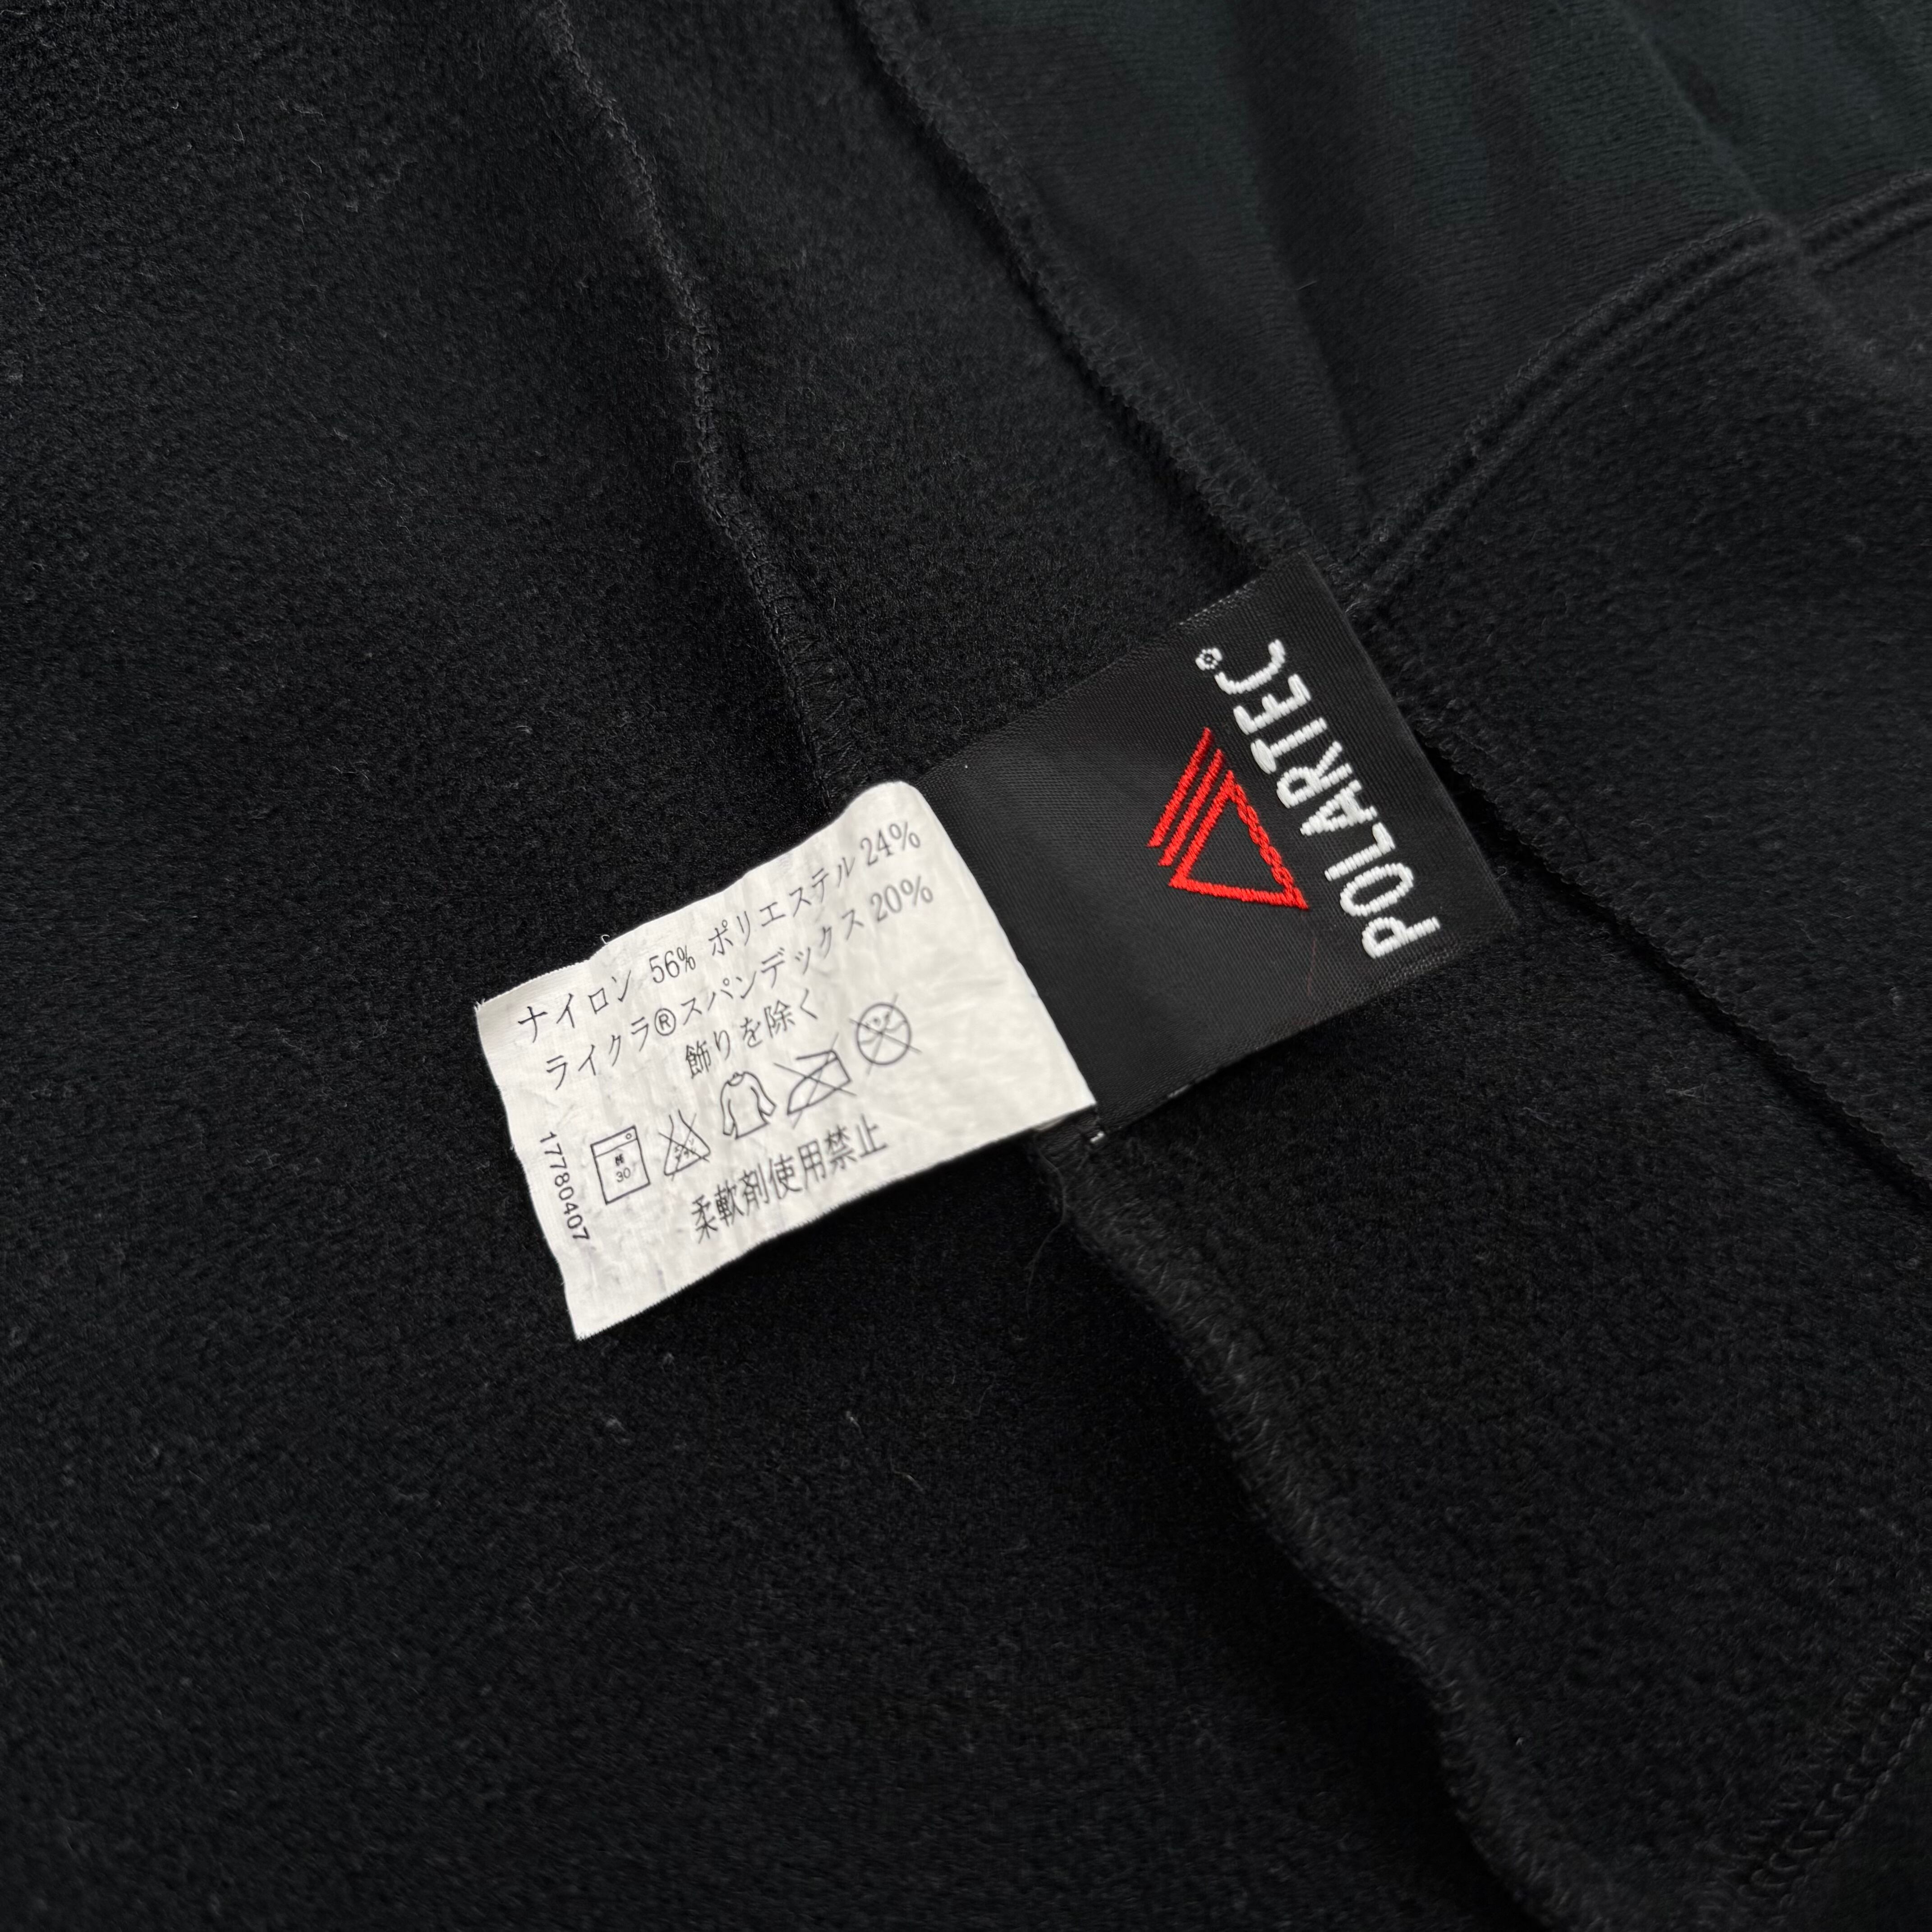 ナイロン 56% ポリエステル 24%
ライクラ®スパンデックス 20%
飾りを除く
M
30
柔軟剤使用禁止
17780407
POLARTEC®